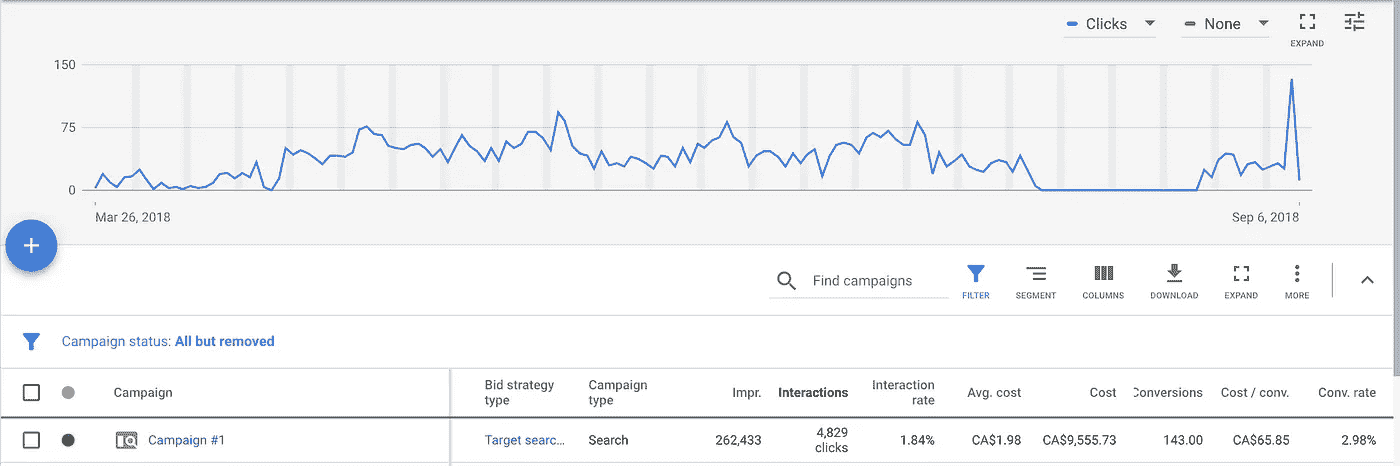 Clicks None
EXPAND
150
75
0
Mar 26, 2018 Sep 6, 2018
+
Find campaigns
FILTER SEGMENT COLUMNS DOWNLOAD EXPAND MORE
Campaign status: All but removed
Campaign
Bid strategy
type
Campaign
type
Impr.
Interactions
Interaction
rate
Avg. cost
Cost
Conversions
Cost / conv.
Conv. rate
Campaign #1
Target searc...
Search
262,433
4,829
clicks
1.84%
CA$1.98
CA$9,555.73
143.00
CA$65.85
2.98%